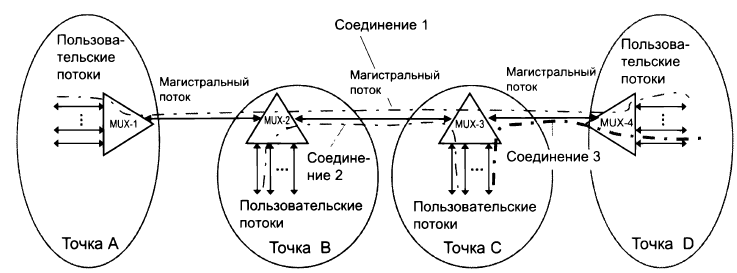 Соединение 1
Пользова-
тельские
потоки
Пользова-
тельские
потоки
Магистральный
поток
Магистральный
поток
Магистральный
поток
MUX-1
MUX-2
MUX-3
MUX-4
Соедине-
ние 2
Соединение 3
...
...
...
...
Пользовательские
потоки
Пользовательские
потоки
Точка A
Точка B
Точка C
Точка D